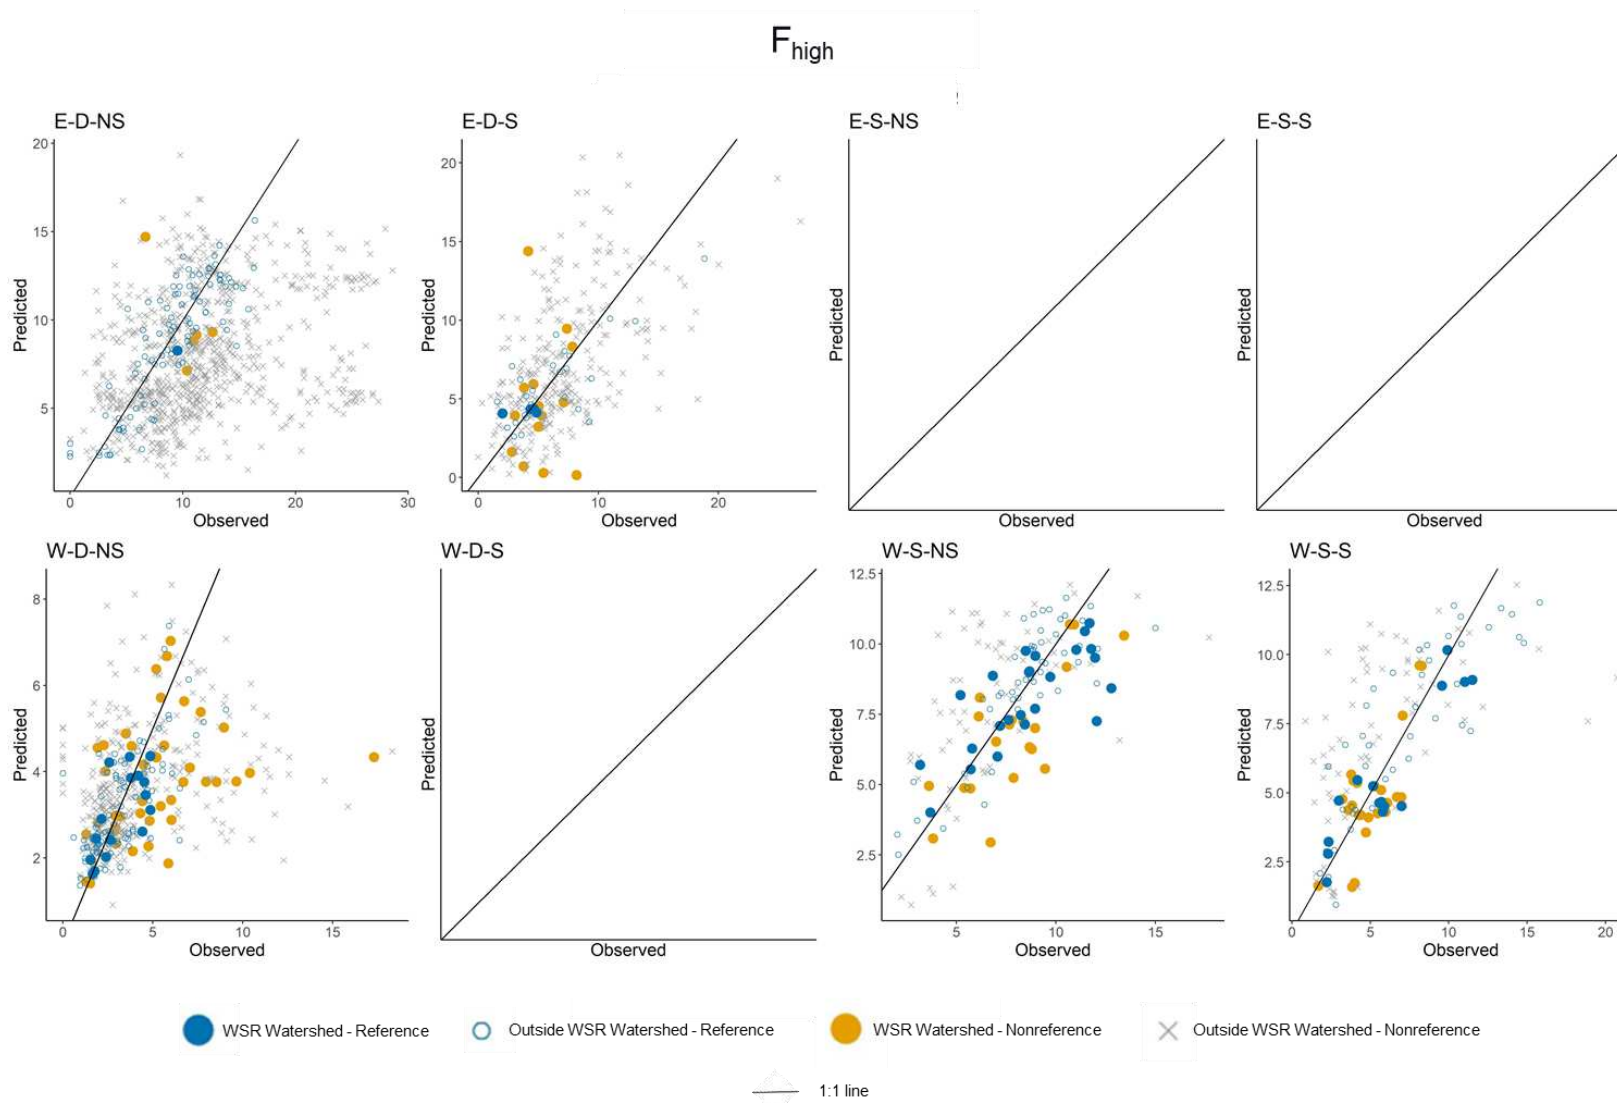 F_high
E-D-NS E-D-S E-S-NS E-S-S
20
15
10
5
0 10 20 30
Predicted
Observed
20
15
10
5
0
0 10 20
Predicted
Observed
Predicted
Observed
Predicted
Observed
W-D-NS W-D-S W-S-NS W-S-S
8
6
4
2
0 5 10 15
Predicted
Observed
Predicted
Observed
12.5
10.0
7.5
5.0
2.5
5 10 15
Predicted
Observed
12.5
10.0
7.5
5.0
2.5
0 5 10 15 20
Predicted
Observed
WSR Watershed - Reference Outside WSR Watershed - Reference WSR Watershed - Nonreference Outside WSR Watershed - Nonreference
1:1 line